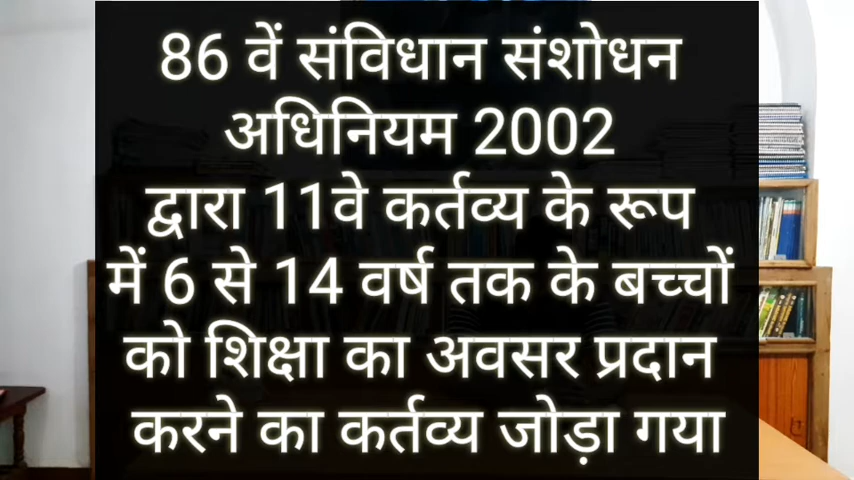 86 वें संविधान संशोधन
अधिनियम 2002
द्वारा 11वे कर्तव्य के रूप
में 6 से 14 वर्ष तक के बच्चों
को शिक्षा का अवसर प्रदान
करने का कर्तव्य जोड़ा गया